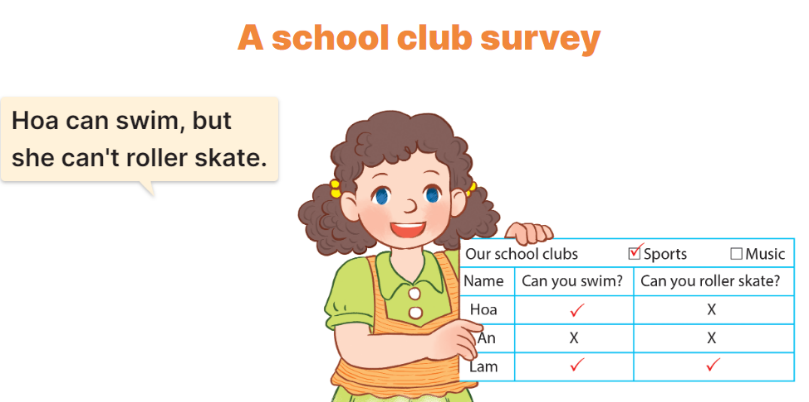 A school club survey
Hoa can swim, but
she can't roller skate.
Our school clubs ☑ Sports ☐ Music
Name Can you swim? Can you roller skate?
Hoa ✓ X
An X X
Lam ✓ ✓